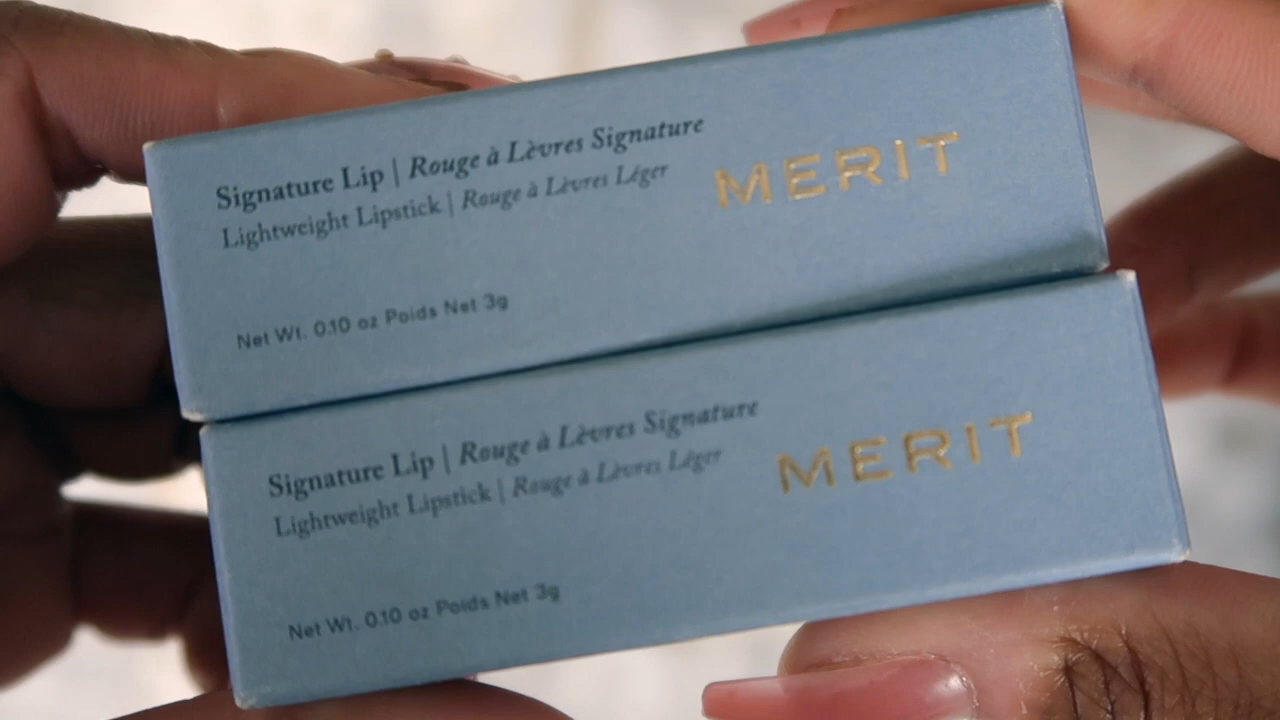 Signature Lip | Rouge à Lèvres Signature
Lightweight Lipstick | Rouge à Lèvres Léger
MERIT
Net Wt. 0.10 oz Poids Net 3g
Signature Lip | Rouge à Lèvres Signature
Lightweight Lipstick | Rouge à Lèvres Léger
MERIT
Net Wt. 0.10 oz Poids Net 3g